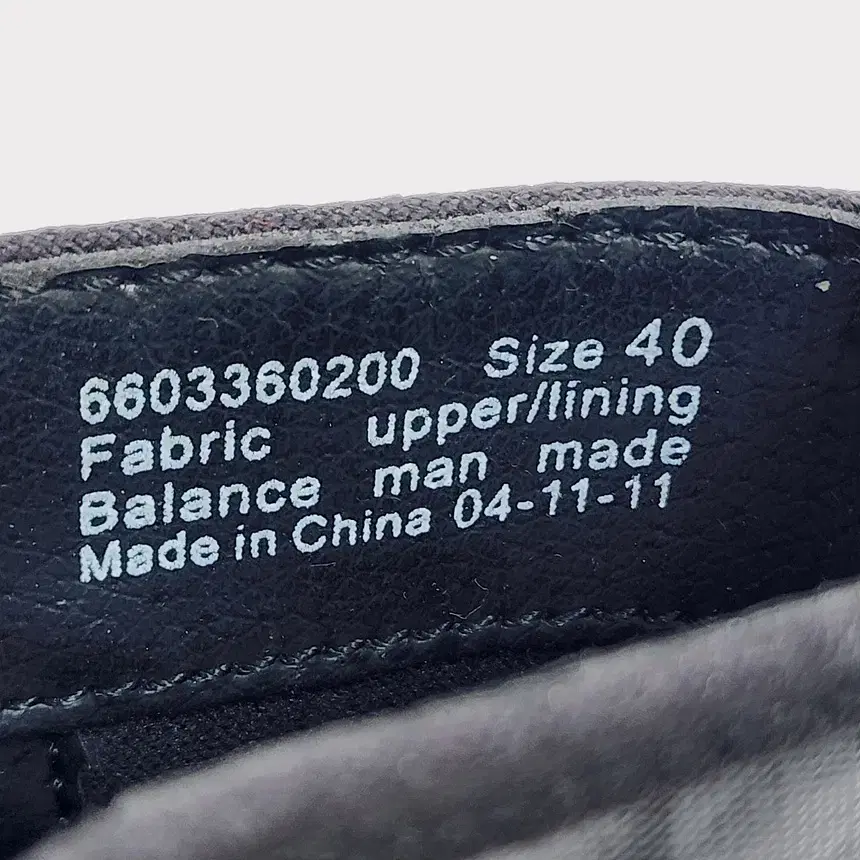 6603360200 Size 40
Fabric upper/lining
Balance man made
Made in China 04-11-11